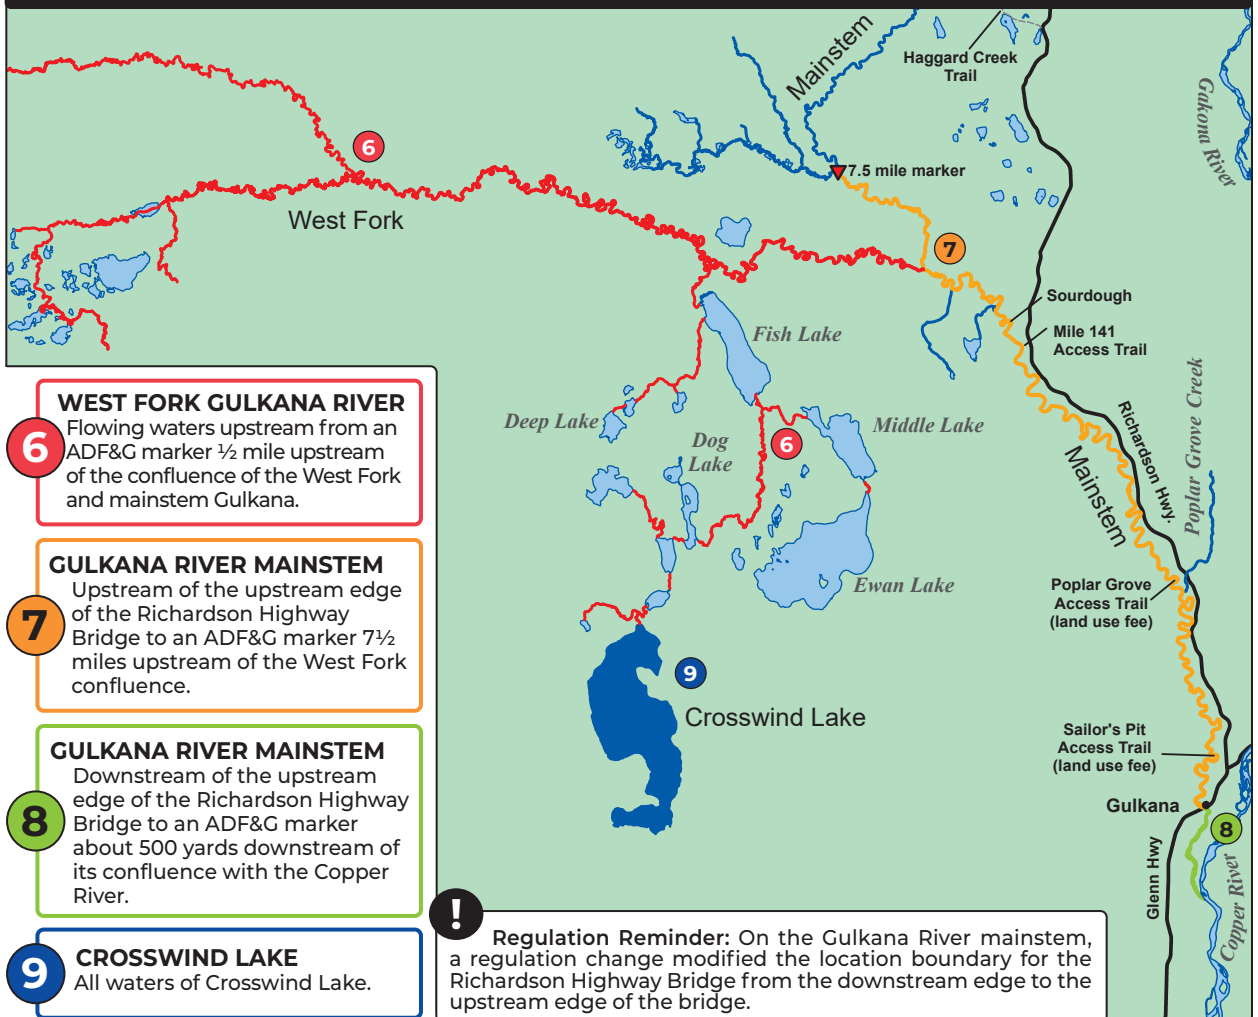 Mainstem
Haggard Creek
Trail
Gakona River
6
7.5 mile marker
West Fork
7
Sourdough
Mile 141
Access Trail
Fish Lake
Richardson Hwy.
Poplar Grove Creek
Deep Lake
Dog
Lake
6
Middle Lake
Mainstem
Ewan Lake
Poplar Grove
Access Trail
(land use fee)
9
Crosswind Lake
Sailor's Pit
Access Trail
(land use fee)
Gulkana
8
Glenn Hwy
Copper River
6
WEST FORK GULKANA RIVER
Flowing waters upstream from an
ADF&G marker ½ mile upstream
of the confluence of the West Fork
and mainstem Gulkana.
7
GULKANA RIVER MAINSTEM
Upstream of the upstream edge
of the Richardson Highway
Bridge to an ADF&G marker 7½
miles upstream of the West Fork
confluence.
8
GULKANA RIVER MAINSTEM
Downstream of the upstream
edge of the Richardson Highway
Bridge to an ADF&G marker
about 500 yards downstream of
its confluence with the Copper
River.
9
CROSSWIND LAKE
All waters of Crosswind Lake.
!
Regulation Reminder: On the Gulkana River mainstem,
a regulation change modified the location boundary for the
Richardson Highway Bridge from the downstream edge to the
upstream edge of the bridge.